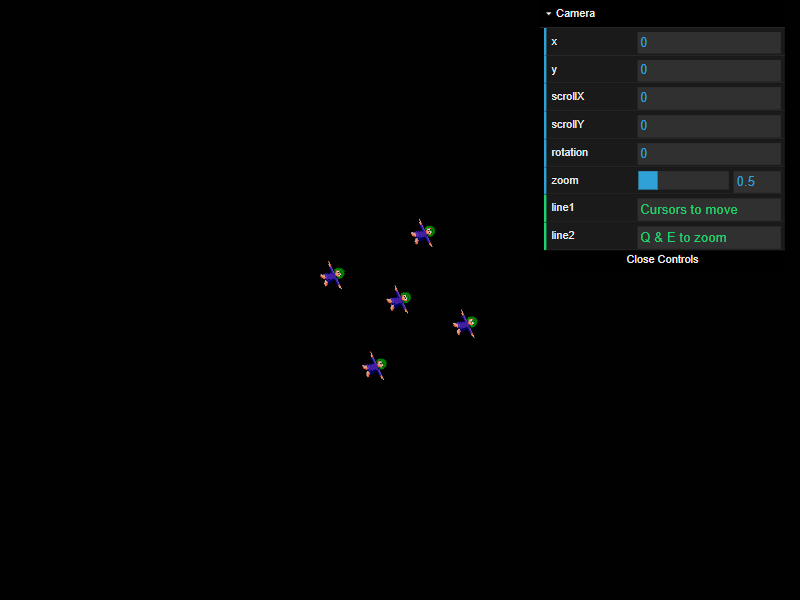 Camera
x 0
y 0
scrollX 0
scrollY 0
rotation 0
zoom 0.5
line1 Cursors to move
line2 Q & E to zoom
Close Controls